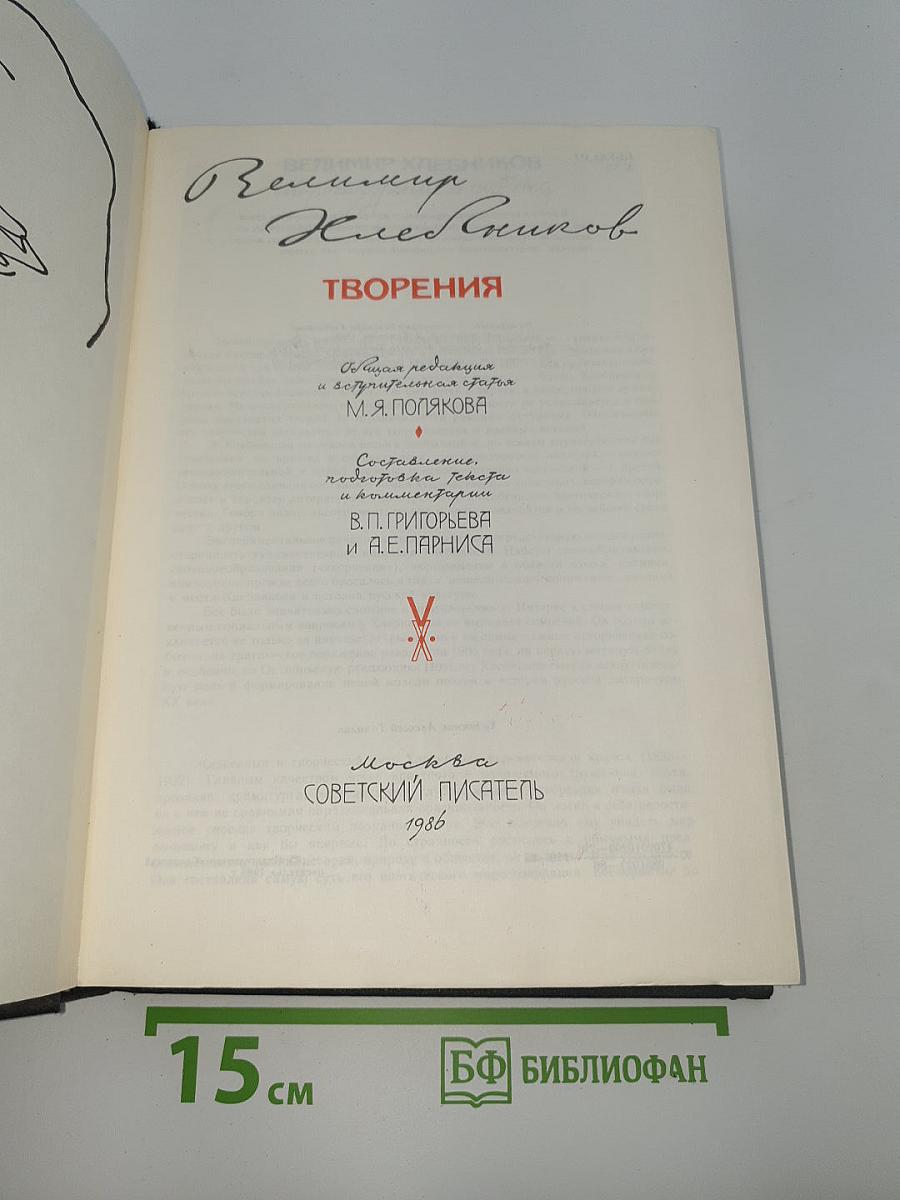 Велимир
Хлебников
ТВОРЕНИЯ
Общая редакция
и вступительная статья
М. Я. ПОЛЯКОВА
Составление,
подготовка текста
и комментарии
В. П. ГРИГОРЬЕВА
и А. Е. ПАРНИСА
Москва
СОВЕТСКИЙ ПИСАТЕЛЬ
1986
15 см
БФ БИБЛИОФАН